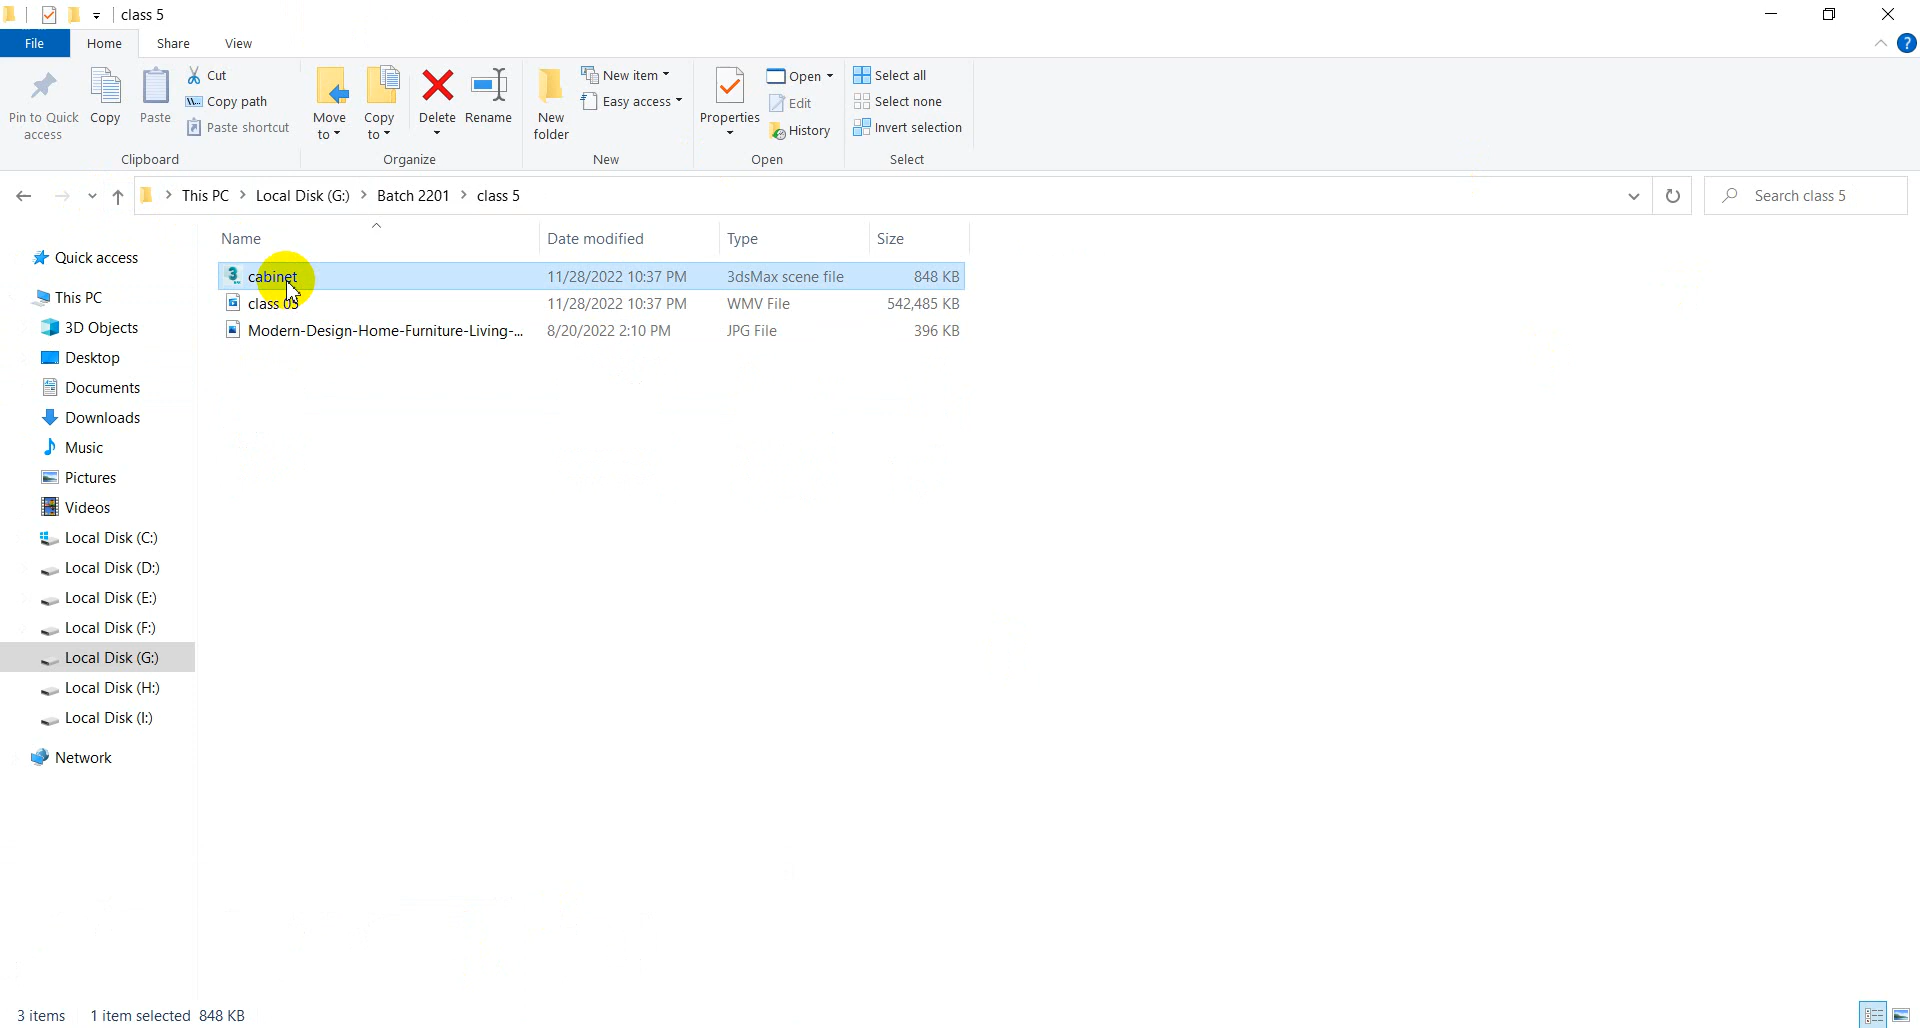 class 5
File Home Share View
Pin to Quick access
Copy
Paste
Cut
Copy path
Paste shortcut
Clipboard
Move to
Copy to
Delete
Rename
Organize
New folder
New item
Easy access
New
Properties
Open
Edit
History
Open
Select all
Select none
Invert selection
Select
This PC > Local Disk (G:) > Batch 2201 > class 5
Search class 5
Name Date modified Type Size
cabinet 11/28/2022 10:37 PM 3dsMax scene file 848 KB
class 05 11/28/2022 10:37 PM WMV File 542,485 KB
Modern-Design-Home-Furniture-Living-... 8/20/2022 2:10 PM JPG File 396 KB
Quick access
This PC
3D Objects
Desktop
Documents
Downloads
Music
Pictures
Videos
Local Disk (C:)
Local Disk (D:)
Local Disk (E:)
Local Disk (F:)
Local Disk (G:)
Local Disk (H:)
Local Disk (I:)
Network
3 items 1 item selected 848 KB